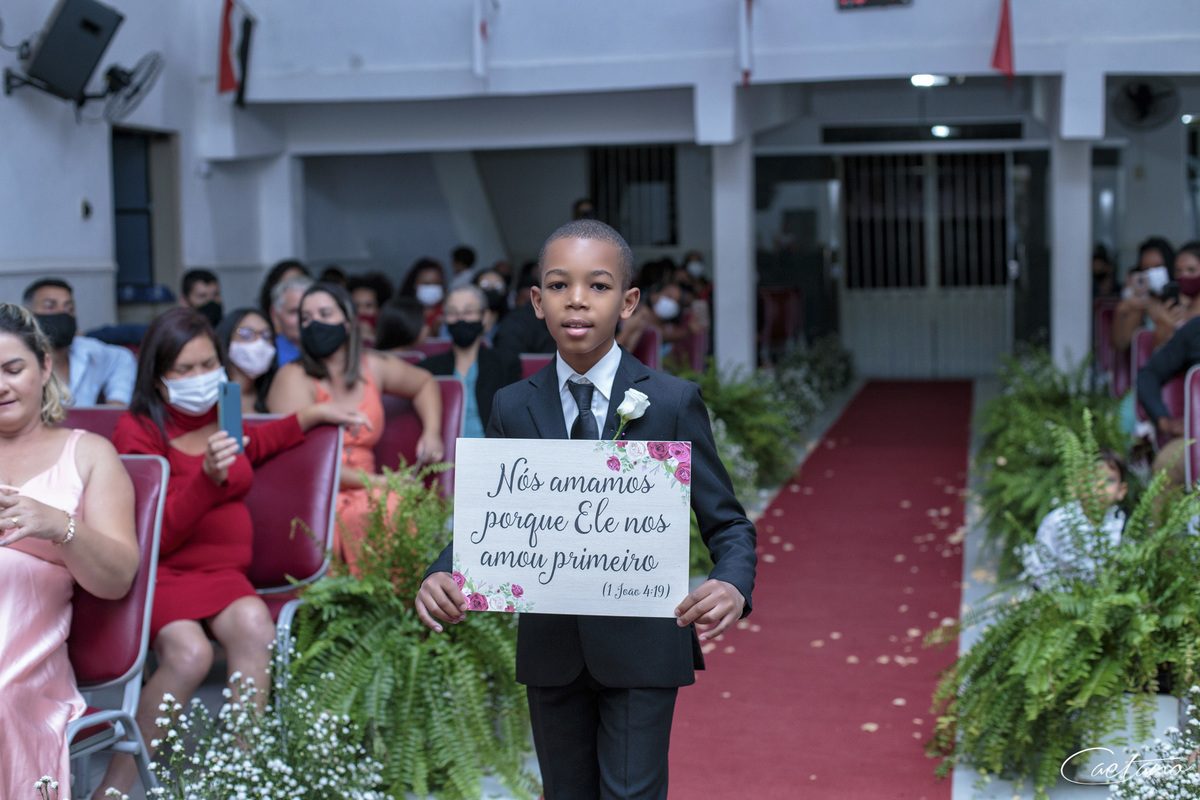 Nós amamos
porque Ele nos
amou primeiro
(1 João 4:19)
Caetano